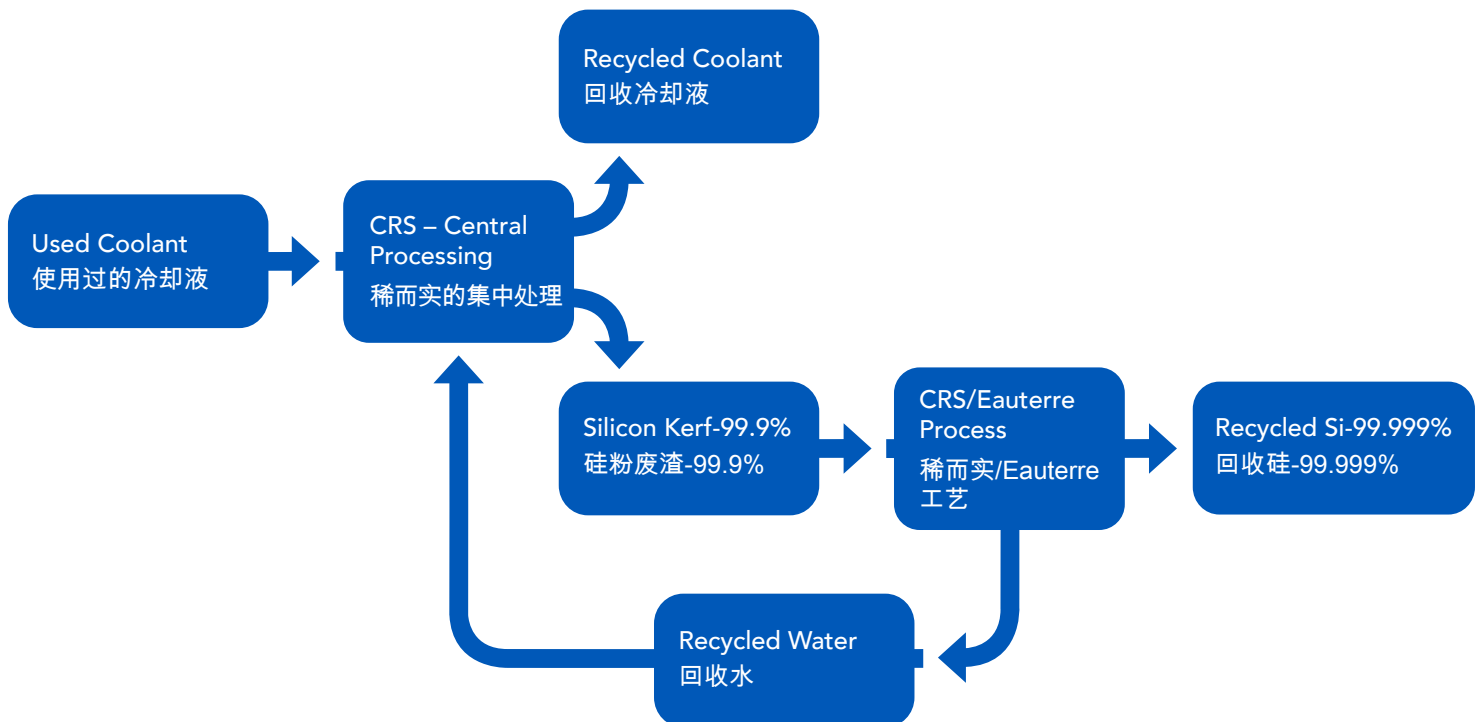 Recycled Coolant
回收冷却液
Used Coolant
使用过的冷却液
CRS – Central
Processing
稀而实的集中处理
Silicon Kerf-99.9%
硅粉废渣-99.9%
CRS/Eauterre
Process
稀而实/Eauterre
工艺
Recycled Si-99.999%
回收硅-99.999%
Recycled Water
回收水